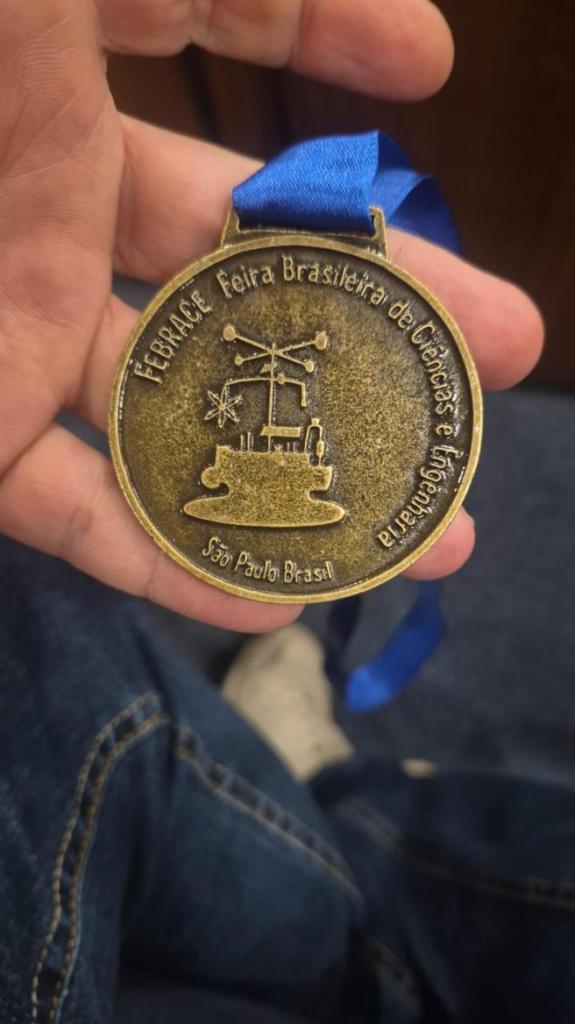 FEBRACE Feira Brasileira de Ciências e Engenharia
São Paulo Brasil